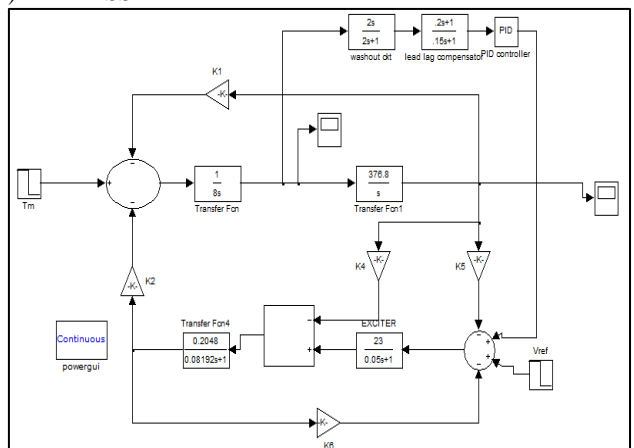 2s
2s+1
washout ckt
.2s+1
.15s+1
lead lag compensator
PID
PID controller
K1
-K-
Tm
1
8s
Transfer Fcn
376.8
s
Transfer Fcn1
-K-
K4
-K-
K5
-K-
K2
Continuous
powergui
Transfer Fcn4
0.2048
0.08192s+1
EXCITER
23
0.05s+1
Vref
-K-
K6